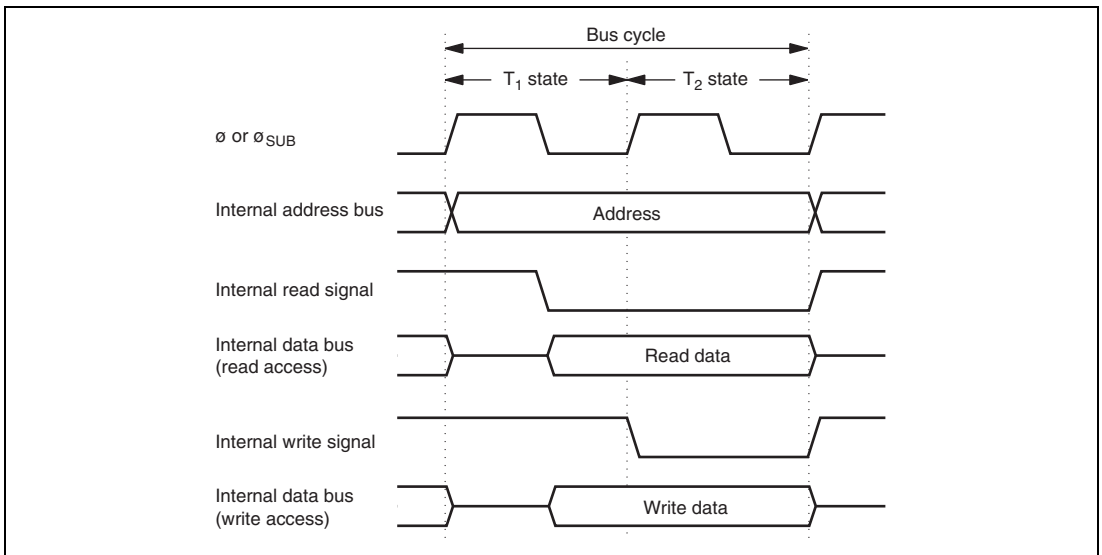 Bus cycle
T₁ state
T₂ state
ø or ø_SUB
Internal address bus
Address
Internal read signal
Internal data bus
(read access)
Read data
Internal write signal
Internal data bus
(write access)
Write data